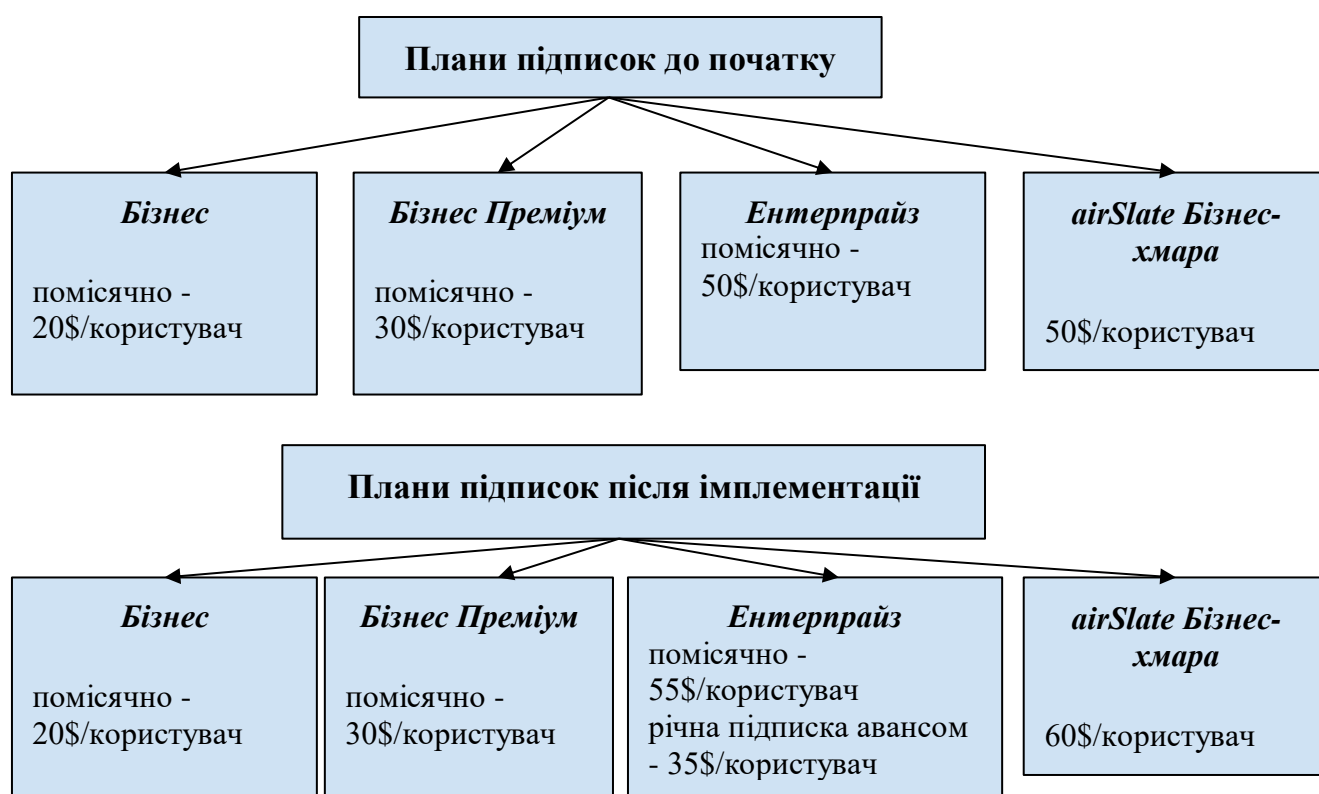 Плани підписок до початку
Бізнес
помісячно -
20$/користувач
Бізнес Преміум
помісячно -
30$/користувач
Ентерпрайз
помісячно -
50$/користувач
airSlate Бізнес-
хмара
50$/користувач
Плани підписок після імплементації
Бізнес
помісячно -
20$/користувач
Бізнес Преміум
помісячно -
30$/користувач
Ентерпрайз
помісячно -
55$/користувач
річна підписка авансом
- 35$/користувач
airSlate Бізнес-
хмара
60$/користувач